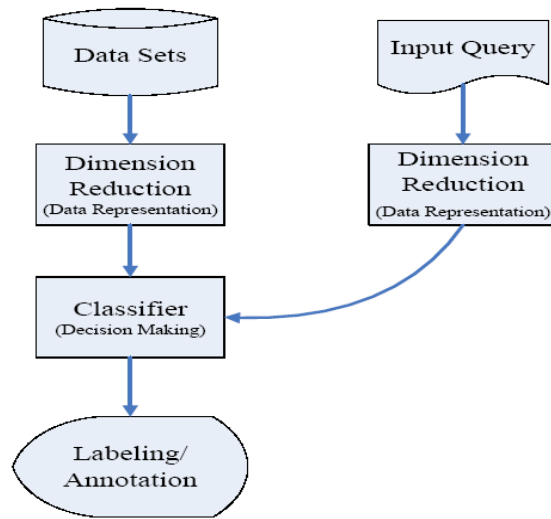 Data Sets
Input Query
Dimension
Reduction
(Data Representation)
Dimension
Reduction
(Data Representation)
Classifier
(Decision Making)
Labeling/
Annotation